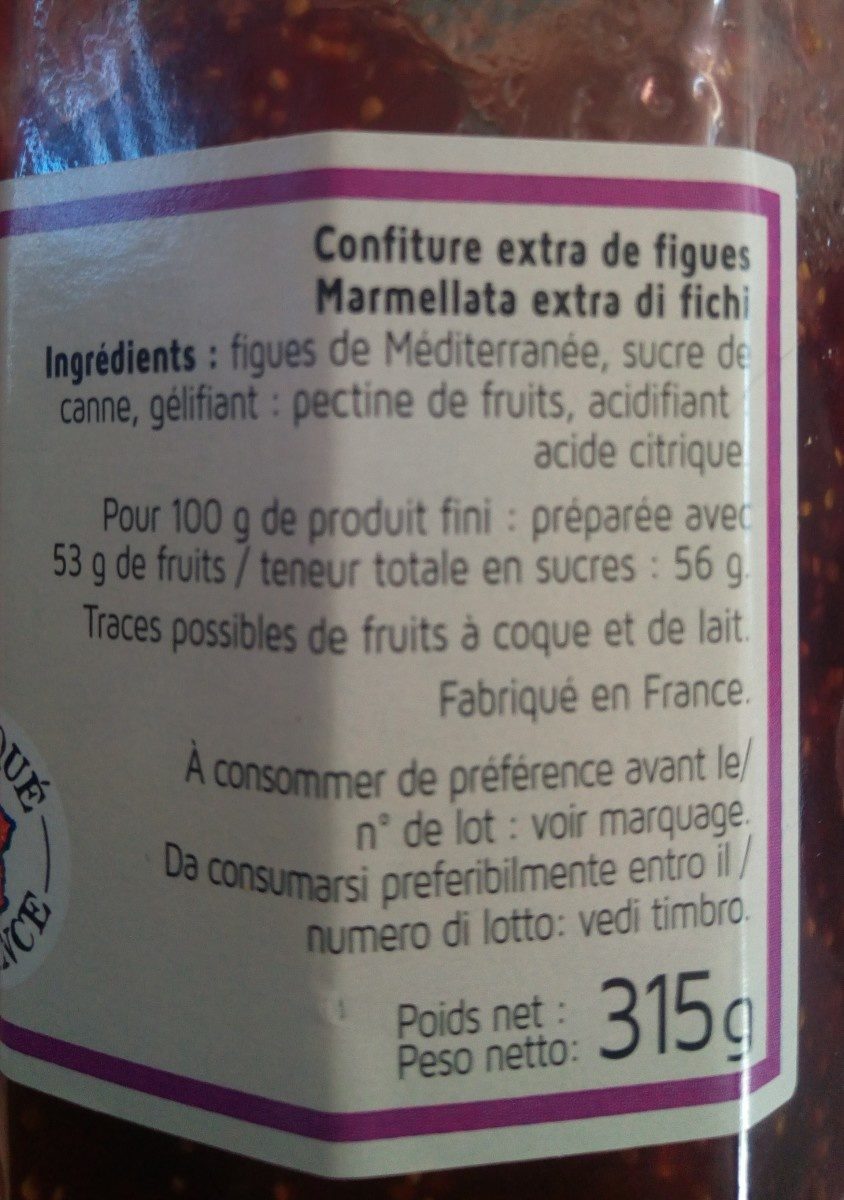 Confiture extra de figues
Marmellata extra di fichi
Ingrédients : figues de Méditerranée, sucre de
canne, gélifiant : pectine de fruits, acidifiant :
acide citrique.
Pour 100 g de produit fini : préparée avec
53 g de fruits / teneur totale en sucres : 56 g.
Traces possibles de fruits à coque et de lait.
Fabriqué en France.
À consommer de préférence avant le/
n° de lot : voir marquage.
Da consumarsi preferibilmente entro il /
numero di lotto: vedi timbro.
Poids net :
Peso netto: 315g